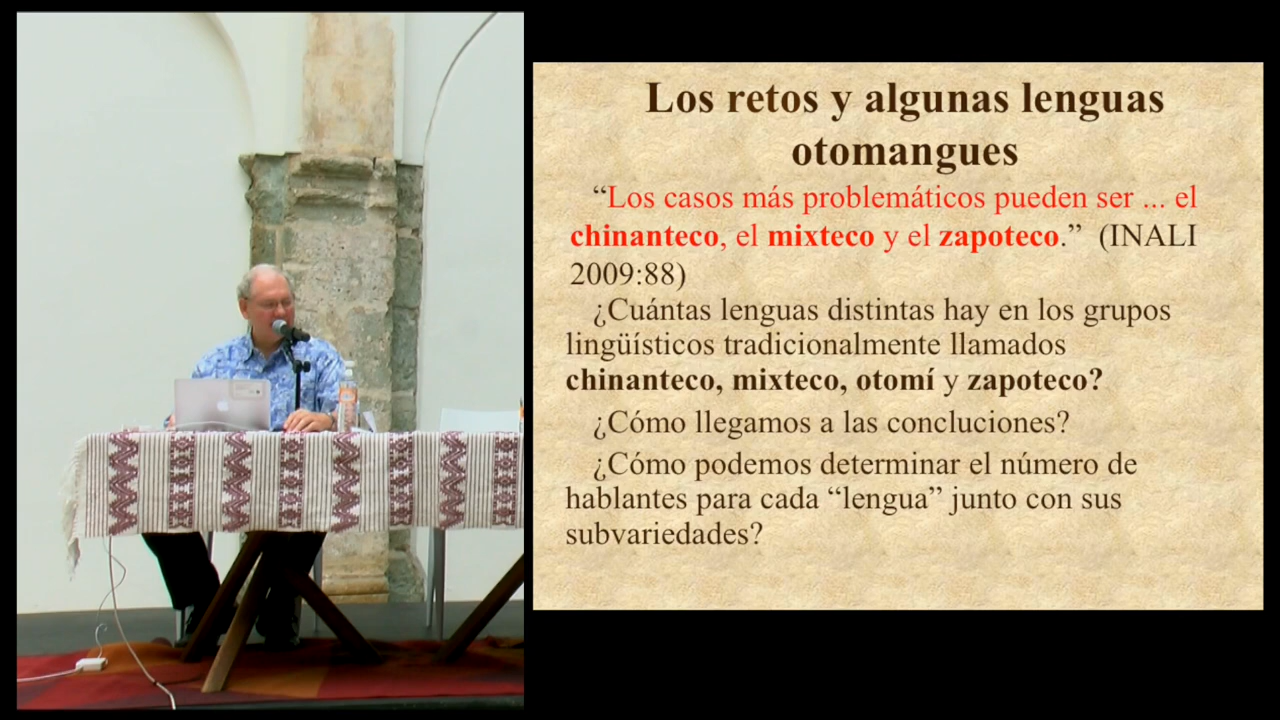 Los retos y algunas lenguas
otomangues
“Los casos más problemáticos pueden ser ... el
chinanteco, el mixteco y el zapoteco.” (INALI
2009:88)
¿Cuántas lenguas distintas hay en los grupos
lingüísticos tradicionalmente llamados
chinanteco, mixteco, otomí y zapoteco?
¿Cómo llegamos a las concluciones?
¿Cómo podemos determinar el número de
hablantes para cada “lengua” junto con sus
subvariedades?